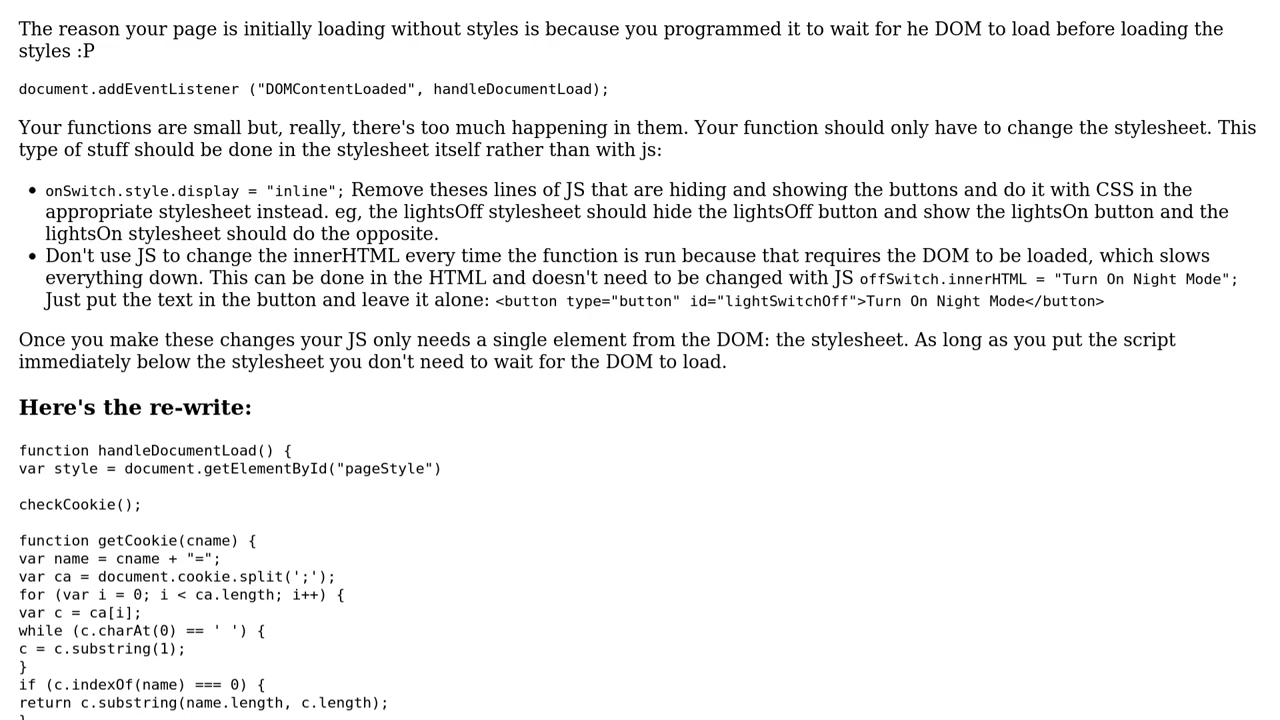 The reason your page is initially loading without styles is because you programmed it to wait for he DOM to load before loading the
styles :P
document.addEventListener ("DOMContentLoaded", handleDocumentLoad);
Your functions are small but, really, there's too much happening in them. Your function should only have to change the stylesheet. This
type of stuff should be done in the stylesheet itself rather than with js:
• onSwitch.style.display = "inline"; Remove theses lines of JS that are hiding and showing the buttons and do it with CSS in the
appropriate stylesheet instead. eg, the lightsOff stylesheet should hide the lightsOff button and show the lightsOn button and the
lightsOn stylesheet should do the opposite.
• Don't use JS to change the innerHTML every time the function is run because that requires the DOM to be loaded, which slows
everything down. This can be done in the HTML and doesn't need to be changed with JS offSwitch.innerHTML = "Turn On Night Mode";
Just put the text in the button and leave it alone: <button type="button" id="lightSwitchOff">Turn On Night Mode</button>
Once you make these changes your JS only needs a single element from the DOM: the stylesheet. As long as you put the script
immediately below the stylesheet you don't need to wait for the DOM to load.
Here's the re-write:
function handleDocumentLoad() {
var style = document.getElementById("pageStyle")
checkCookie();
function getCookie(cname) {
var name = cname + "=";
var ca = document.cookie.split(';');
for (var i = 0; i < ca.length; i++) {
var c = ca[i];
while (c.charAt(0) == ' ') {
c = c.substring(1);
}
if (c.indexOf(name) === 0) {
return c.substring(name.length, c.length);
}